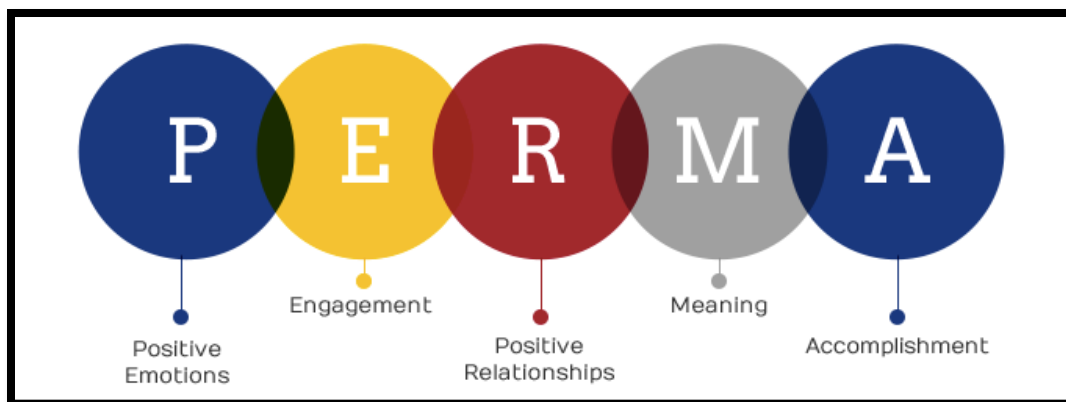 P E R M A
Engagement
Meaning
Positive
Emotions
Positive
Relationships
Accomplishment